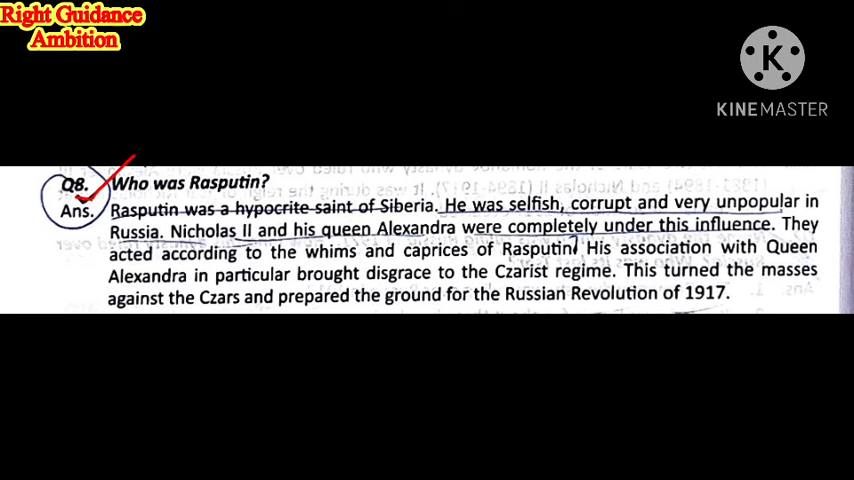 Right Guidance
Ambition
K
KINEMASTER
Q8. Who was Rasputin?
Ans. Rasputin was a hypocrite saint of Siberia. He was selfish, corrupt and very unpopular in
Russia. Nicholas II and his queen Alexandra were completely under this influence. They
acted according to the whims and caprices of Rasputin. His association with Queen
Alexandra in particular brought disgrace to the Czarist regime. This turned the masses
against the Czars and prepared the ground for the Russian Revolution of 1917.